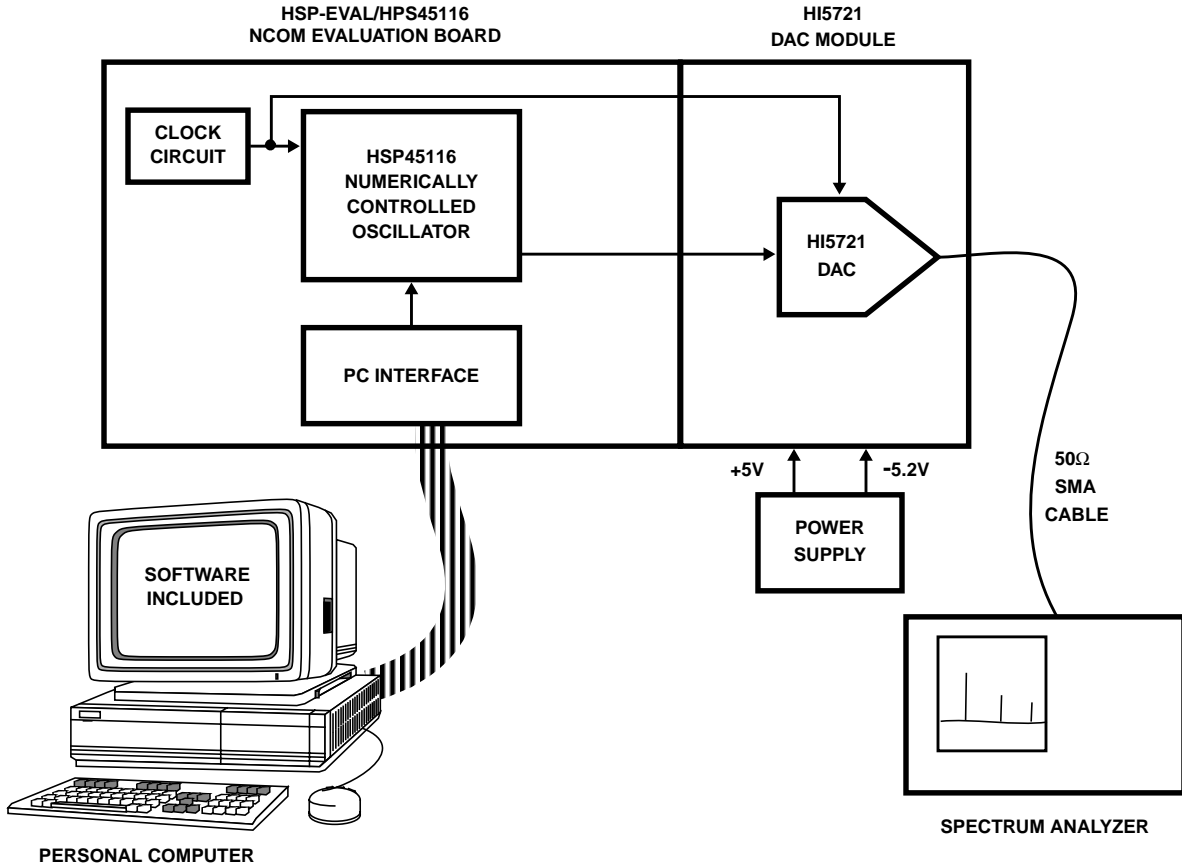 HSP-EVAL/HPS45116
NCOM EVALUATION BOARD
HI5721
DAC MODULE
CLOCK
CIRCUIT
HSP45116
NUMERICALLY
CONTROLLED
OSCILLATOR
HI5721
DAC
PC INTERFACE
+5V
-5.2V
POWER
SUPPLY
50Ω
SMA
CABLE
SOFTWARE
INCLUDED
SPECTRUM ANALYZER
PERSONAL COMPUTER